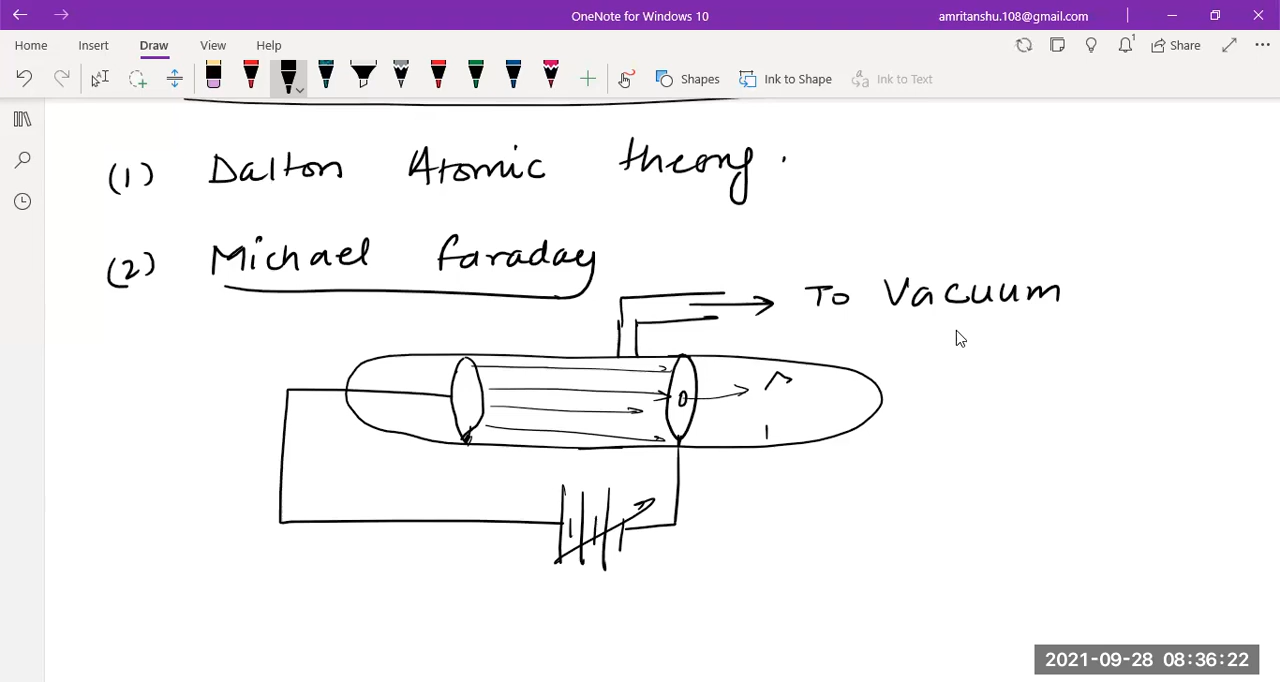 OneNote for Windows 10
amritanshu.108@gmail.com
Home Insert Draw View Help
1
Share
Shapes
Ink to Shape
Ink to Text
(1) Dalton Atomic theory.
(2) Michael faraday
To Vacuum
2021-09-28 08:36:22